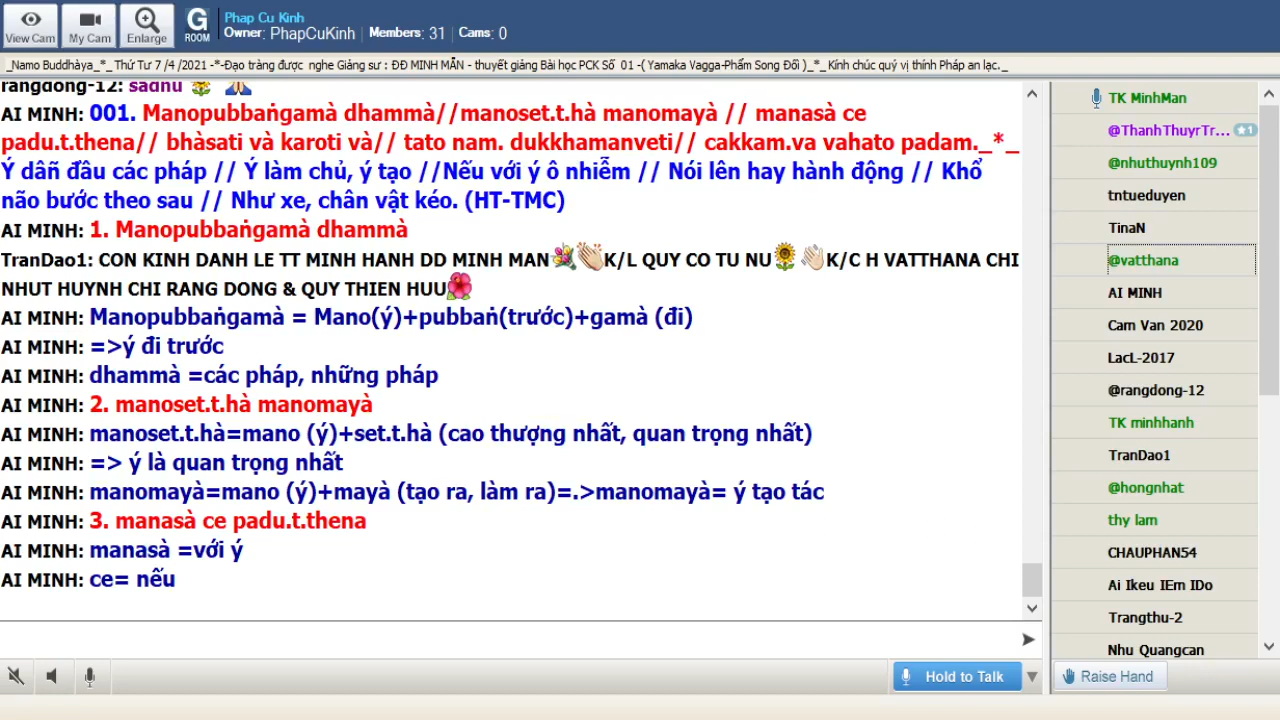 View Cam
My Cam
Enlarge
G
ROOM
Phap Cu Kinh
Owner: PhapCuKinh | Members: 31 | Cams: 0
_Namo Buddhàya_*_ Thứ Tư 7 /4 /2021 -*-Đạo tràng được nghe Giảng sư : ĐĐ MINH MẪN - thuyết giảng Bài học PCK Số 01 -( Yamaka Vagga-Phẩm Song Đối )_*_ Kính chúc quý vị thính Pháp an lạc._
rangdong-12: sadhu
AI MINH: 001. Manopubbaṅgamà dhammà//manoset.t.hà manomayà // manasà ce
padu.t.thena// bhàsati và karoti và// tato nam. dukkhamanveti// cakkam.va vahato padam._*_
Ý dẫñ đầu các pháp // Ý làm chủ, ý tạo //Nếu với ý ô nhiễm // Nói lên hay hành động // Khổ
não bước theo sau // Như xe, chân vật kéo. (HT-TMC)
AI MINH: 1. Manopubbaṅgamà dhammà
TranDao1: CON KINH DANH LE TT MINH HANH DD MINH MAN K/L QUY CO TU NU K/C H VATTHANA CHI
NHUT HUYNH CHI RANG DONG & QUY THIEN HUU
AI MINH: Manopubbaṅgamà = Mano(ý)+pubbaṅ(trước)+gamà (đi)
AI MINH: =>ý đi trước
AI MINH: dhammà =các pháp, những pháp
AI MINH: 2. manoset.t.hà manomayà
AI MINH: manoset.t.hà=mano (ý)+set.t.hà (cao thượng nhất, quan trọng nhất)
AI MINH: => ý là quan trọng nhất
AI MINH: manomayà=mano (ý)+mayà (tạo ra, làm ra)=.>manomayà= ý tạo tác
AI MINH: 3. manasà ce padu.t.thena
AI MINH: manasà =với ý
AI MINH: ce= nếu
Hold to Talk
TK MinhMan
@ThanhThuyrTr... ★1
@nhuthuynh109
tntueduyen
TinaN
@vatthana
AI MINH
Cam Van 2020
LacL-2017
@rangdong-12
TK minhhanh
TranDao1
@hongnhat
thy lam
CHAUPHAN54
Ai Ikeu IEm IDo
Trangthu-2
Nhu Quangcan
Raise Hand